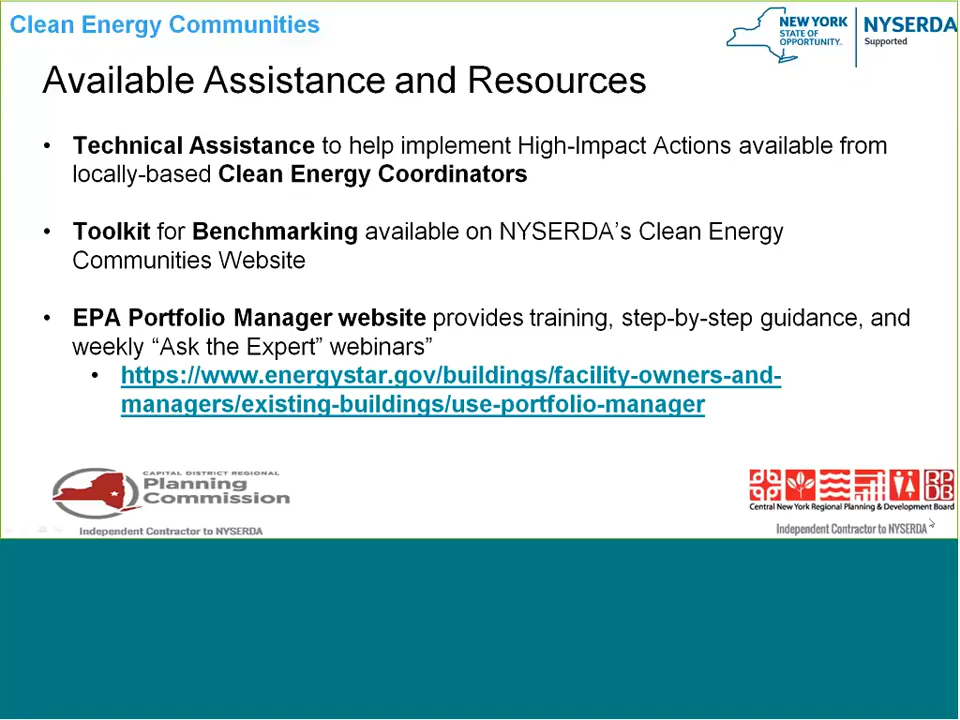 Clean Energy Communities
NEW YORK
STATE OF
OPPORTUNITY.
NYSERDA
Supported
Available Assistance and Resources
• Technical Assistance to help implement High-Impact Actions available from
locally-based Clean Energy Coordinators
• Toolkit for Benchmarking available on NYSERDA's Clean Energy
Communities Website
• EPA Portfolio Manager website provides training, step-by-step guidance, and
weekly “Ask the Expert” webinars”
• https://www.energystar.gov/buildings/facility-owners-and-
managers/existing-buildings/use-portfolio-manager
CAPITAL DISTRICT REGIONAL
Planning
Commission
Independent Contractor to NYSERDA
RP
DB
Central New York Regional Planning & Development Board
Independent Contractor to NYSERDA